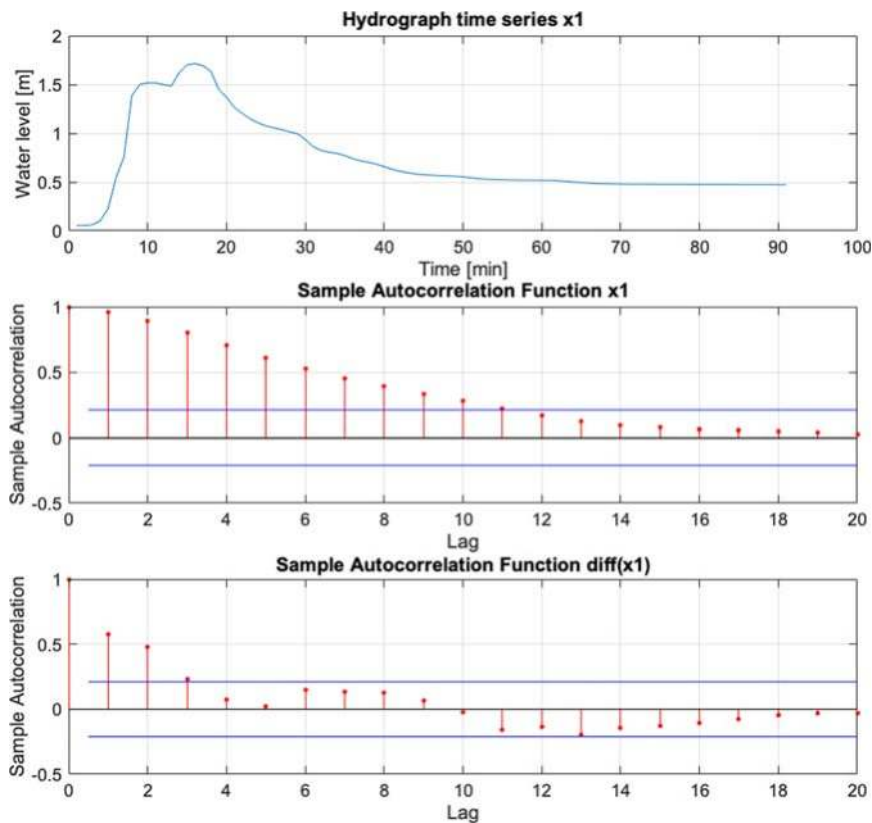 Hydrograph time series x1
2
1.5
1
0.5
0
Water level [m]
0 10 20 30 40 50 60 70 80 90 100
Time [min]
Sample Autocorrelation Function x1
1
0.5
0
-0.5
Sample Autocorrelation
0 2 4 6 8 10 12 14 16 18 20
Lag
Sample Autocorrelation Function diff(x1)
1
0.5
0
-0.5
Sample Autocorrelation
0 2 4 6 8 10 12 14 16 18 20
Lag